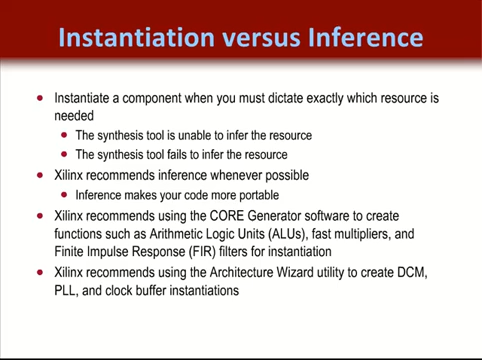 Instantiation versus Inference
• Instantiate a component when you must dictate exactly which resource is
needed
• The synthesis tool is unable to infer the resource
• The synthesis tool fails to infer the resource
• Xilinx recommends inference whenever possible
• Inference makes your code more portable
• Xilinx recommends using the CORE Generator software to create
functions such as Arithmetic Logic Units (ALUs), fast multipliers, and
Finite Impulse Response (FIR) filters for instantiation
• Xilinx recommends using the Architecture Wizard utility to create DCM,
PLL, and clock buffer instantiations